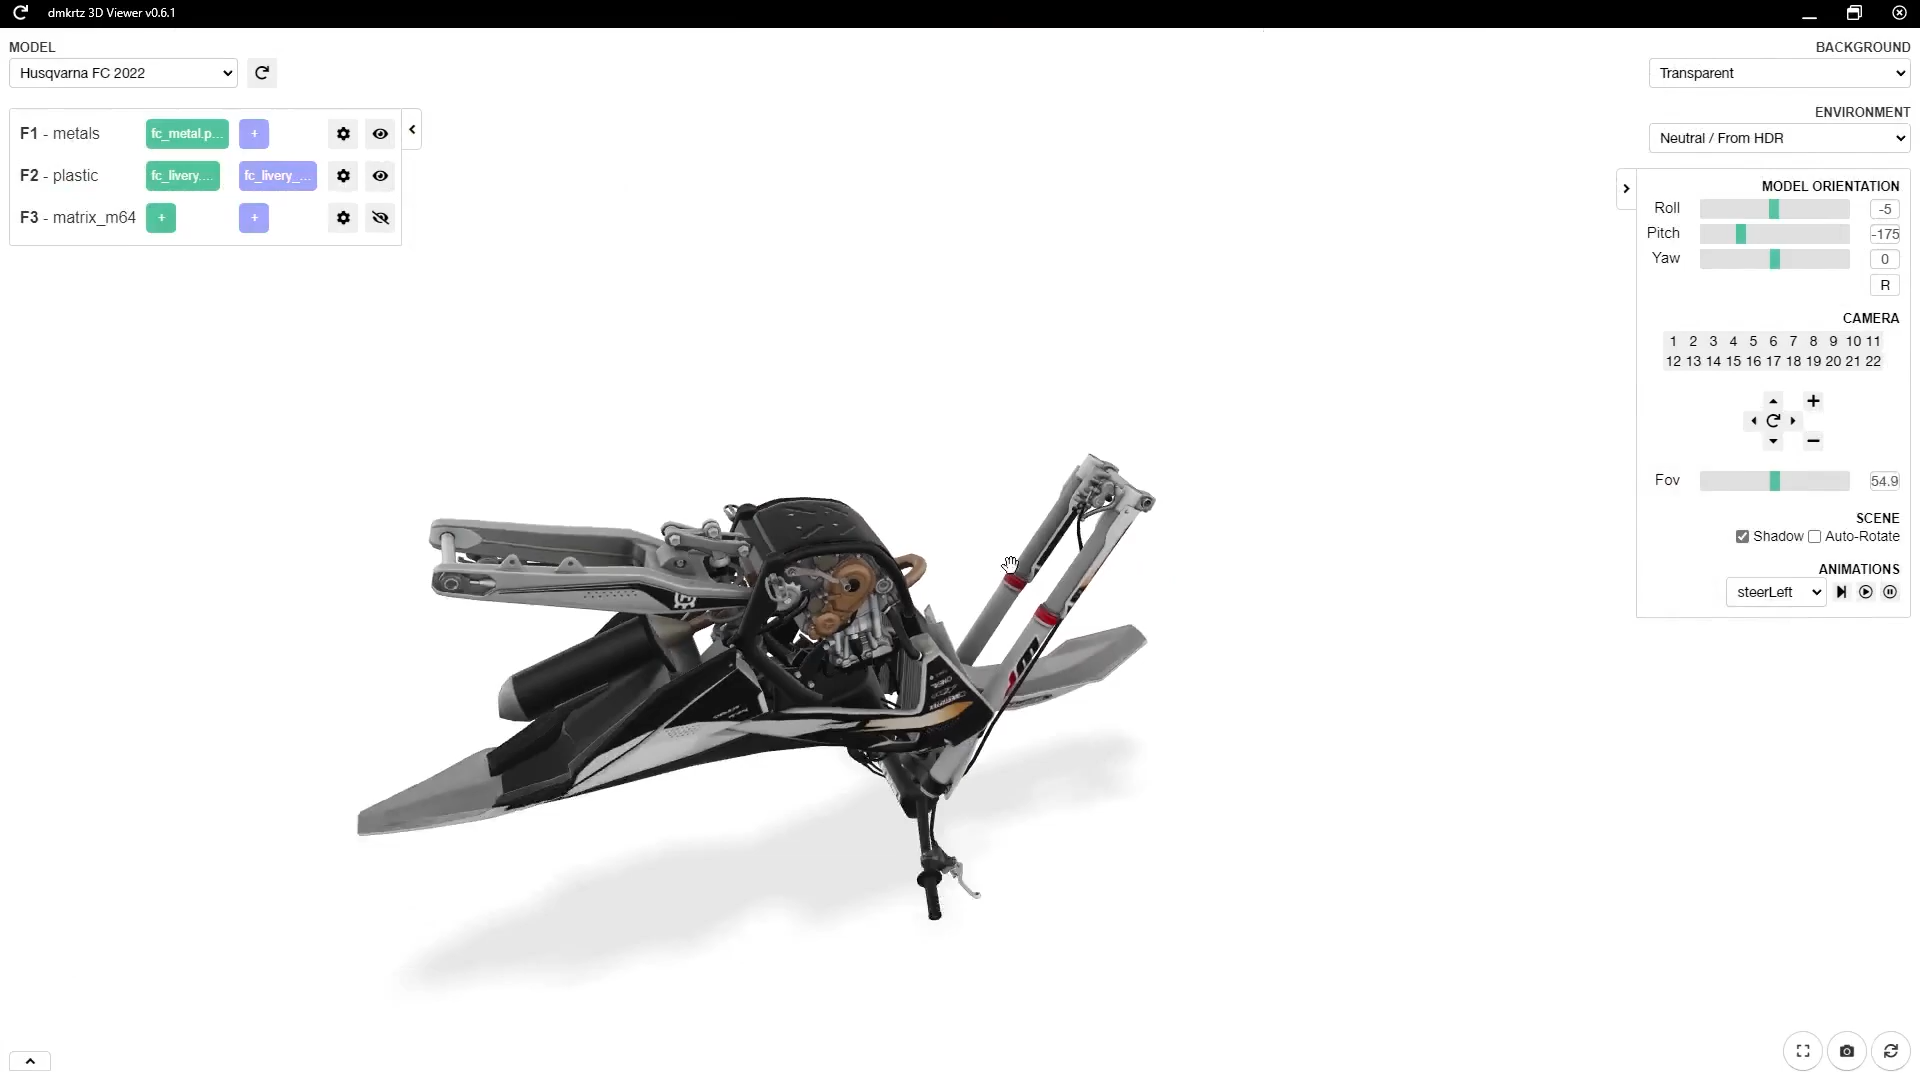 dmkrtz 3D Viewer v0.6.1
MODEL
Husqvarna FC 2022
F1 - metals
fc_metal.p...
+
F2 - plastic
fc_livery....
fc_livery_...
F3 - matrix_m64
+
+
BACKGROUND
Transparent
ENVIRONMENT
Neutral / From HDR
MODEL ORIENTATION
Roll
-5
Pitch
-175
Yaw
0
R
CAMERA
1 2 3 4 5 6 7 8 9 10 11
12 13 14 15 16 17 18 19 20 21 22
Fov
54.9
SCENE
Shadow Auto-Rotate
ANIMATIONS
steerLeft